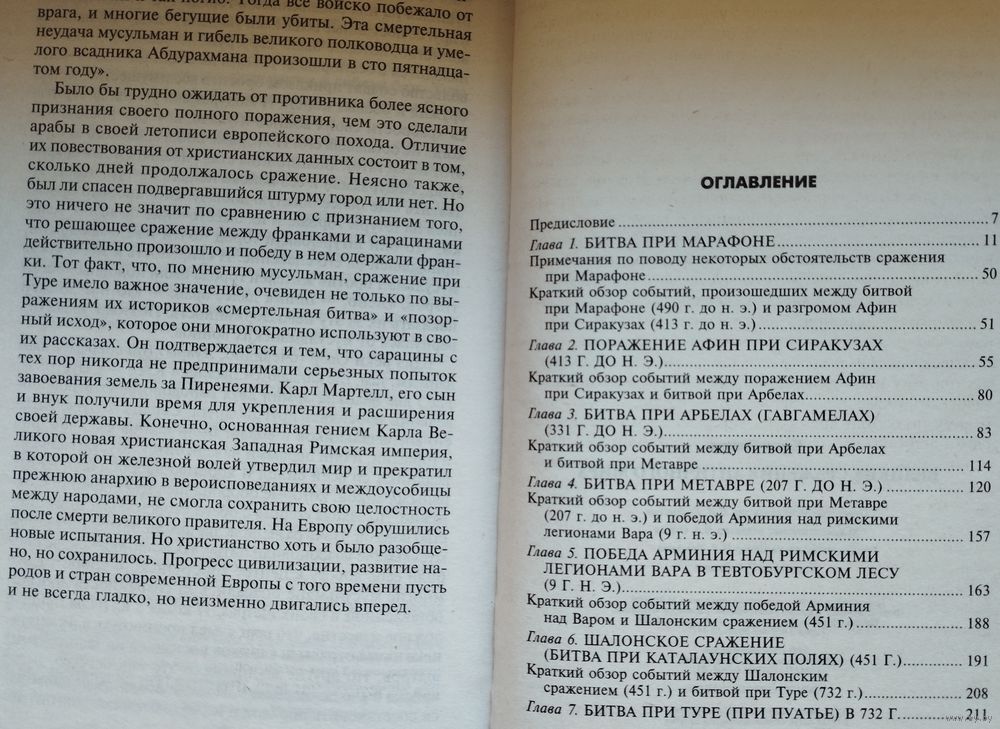 так погиб. Тогда все войско побежало от
врага, и многие бегущие были убиты. Эта смертельная
неудача мусульман и гибель великого полководца и уме-
лого всадника Абдурахмана произошли в сто пятнадца-
том году».
Было бы трудно ожидать от противника более ясного
признания своего полного поражения, чем это сделали
арабы в своей летописи европейского похода. Отличие
их повествования от христианских данных состоит в том,
сколько дней продолжалось сражение. Неясно также,
был ли спасен подвергавшийся штурму город или нет. Но
это ничего не значит по сравнению с признанием того,
что решающее сражение между франками и сарацинами
действительно произошло и победу в нем одержали фран-
ки. Тот факт, что, по мнению мусульман, сражение при
Туре имело важное значение, очевиден не только по вы-
ражениям их историков «смертельная битва» и «позор-
ный исход», которое они многократно используют в сво-
их рассказах. Он подтверждается и тем, что сарацины с
тех пор никогда не предпринимали серьезных попыток
завоевания земель за Пиренеями. Карл Мартелл, его сын
и внук получили время для укрепления и расширения
своей державы. Конечно, основанная гением Карла Ве-
ликого новая христианская Западная Римская империя,
в которой он железной волей утвердил мир и прекратил
прежнюю анархию в вероисповеданиях и междоусобицы
между народами, не смогла сохранить свою целостность
после смерти великого правителя. На Европу обрушились
новые испытания. Но христианство хоть и было разобще-
но, но сохранилось. Прогресс цивилизации, развитие на-
родов и стран современной Европы с того времени пусть
и не всегда гладко, но неизменно двигались вперед.
ОГЛАВЛЕНИЕ
Предисловие ........ 7
Глава 1. БИТВА ПРИ МАРАФОНЕ ........ 11
Примечания по поводу некоторых обстоятельств сражения
при Марафоне ........ 50
Краткий обзор событий, произошедших между битвой
при Марафоне (490 г. до н. э.) и разгромом Афин
при Сиракузах (413 г. до н. э.) ........ 51
Глава 2. ПОРАЖЕНИЕ АФИН ПРИ СИРАКУЗАХ
(413 Г. ДО Н. Э.) ........ 55
Краткий обзор событий между поражением Афин
при Сиракузах и битвой при Арбелах ........ 80
Глава 3. БИТВА ПРИ АРБЕЛАХ (ГАВГАМЕЛАХ)
(331 Г. ДО Н. Э.) ........ 83
Краткий обзор событий между битвой при Арбелах
и битвой при Метавре ........ 114
Глава 4. БИТВА ПРИ МЕТАВРЕ (207 Г. ДО Н. Э.) ........ 120
Краткий обзор событий между битвой при Метавре
(207 г. до н. э.) и победой Арминия над римскими
легионами Вара (9 г. н. э.) ........ 157
Глава 5. ПОБЕДА АРМИНИЯ НАД РИМСКИМИ
ЛЕГИОНАМИ ВАРА В ТЕВТОБУРГСКОМ ЛЕСУ
(9 Г. Н. Э.) ........ 163
Краткий обзор событий между победой Арминия
над Варом и Шалонским сражением (451 г.) ........ 188
Глава 6. ШАЛОНСКОЕ СРАЖЕНИЕ
(БИТВА ПРИ КАТАЛАУНСКИХ ПОЛЯХ) (451 Г.) ........ 191
Краткий обзор событий между Шалонским
сражением (451 г.) и битвой при Туре (732 г.) ........ 208
Глава 7. БИТВА ПРИ ТУРЕ (ПРИ ПУАТЬЕ) В 732 Г. ........ 211